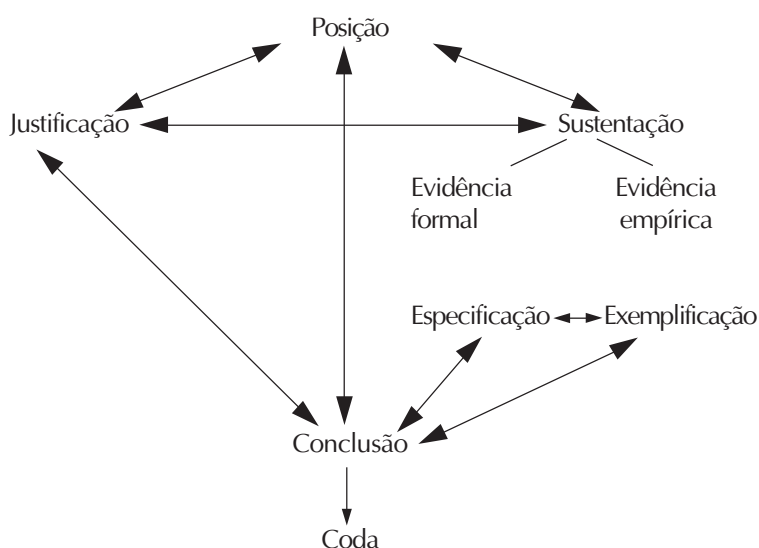 Posição
Justificação
Sustentação
Evidência
formal
Evidência
empírica
Especificação
Exemplificação
Conclusão
Coda